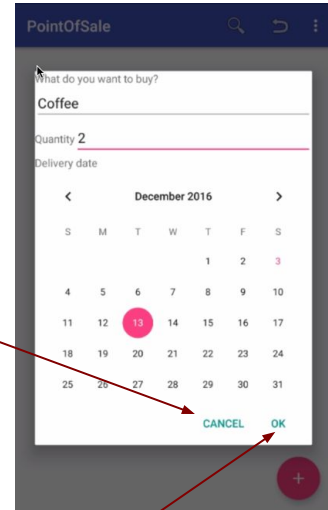 PointOfSale
What do you want to buy?
Coffee
Quantity 2
Delivery date
December 2016
S M T W T F S
1 2 3
4 5 6 7 8 9 10
11 12 13 14 15 16 17
18 19 20 21 22 23 24
25 26 27 28 29 30 31
CANCEL OK